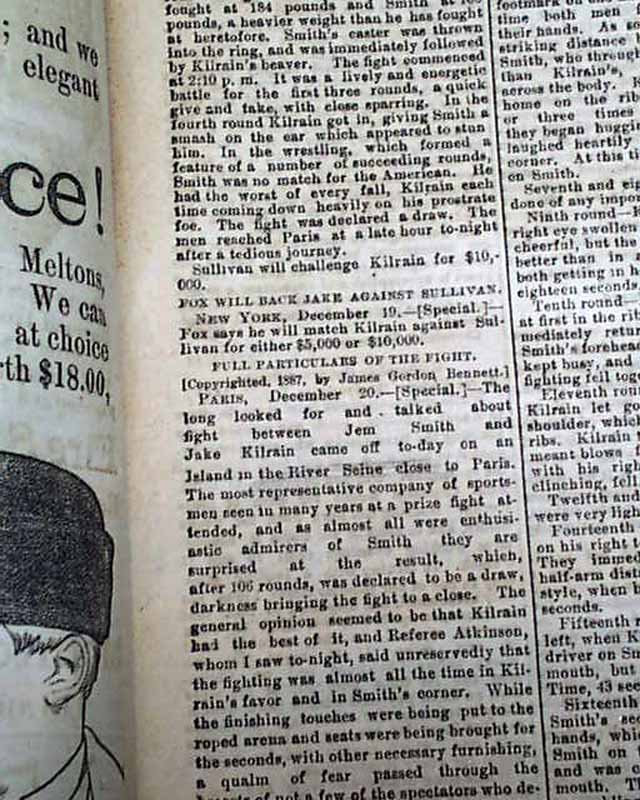 ; and we
elegant
ce!
Meltons,
We can
at choice
rth $18.00,
fought at 184 pounds and Smith at
pounds, a heavier weight than he has fought
at heretofore. Smith's caster was thrown
into the ring, and was immediately followed
by Kilrain's beaver. The fight commenced
at 2:10 p. m. It was a lively and energetic
battle for the first three rounds, a quick
give and take, with close sparring. In the
fourth round Kilrain got in, giving Smith a
smash on the ear which appeared to stun
him. In the wrestling, which formed a
feature of a number of succeeding rounds,
Smith was no match for the American. He
had the worst of every fall, Kilrain each
time coming down heavily on his prostrate
foe. The fight was declared a draw. The
men reached Paris at a late hour to-night
after a tedious journey.
Sullivan will challenge Kilrain for $10,-
000.
FOX WILL BACK JAKE AGAINST SULLIVAN.
NEW YORK, December 19.—[Special.]—
Fox says he will match Kilrain against Sul-
livan for either $5,000 or $10,000.
FULL PARTICULARS OF THE FIGHT.
[Copyrighted, 1887, by James Gordon Bennett.]
PARIS, December 20.—[Special.]—The
long looked for and talked about
fight between Jem Smith and
Jake Kilrain came off to-day on an
Island in the River Seine close to Paris.
The most representative company of sports-
men seen in many years at a prize fight at-
tended, and as almost all were enthusi-
astic admirers of Smith they are
surprised at the result, which,
after 106 rounds, was declared to be a draw,
darkness bringing the fight to a close. The
general opinion seemed to be that Kilrain
had the best of it, and Referee Atkinson,
whom I saw to-night, said unreservedly that
the fighting was almost all the time in Kil-
rain's favor and in Smith's corner. While
the finishing touches were being put to the
roped arena and seats were being brought for
the seconds, with other necessary furnishing,
a qualm of fear passed through the
hearts of not a few of the spectators who de-
time both men
their hands. As so
striking distance
Smith, who through
than Kilrain's,
across the body.
home on the rib
or three times
they began huggin
laughed heartily
corner. At this ti
on Smith.
Seventh and eig
done of any impor
Ninth round—
right eye swollen
cheerful, but the
better than in a
both getting in h
eighteen seconds.
Tenth round—
at first in the rib
mediately retur
Smith's forehead
kept busy, and
fighting fell toge
Eleventh roun
Kilrain let go
shoulder, which
ribs. Kilrain
meant blows f
with his righ
clinching, fell
Twelfth and
were very ligh
Fourteenth
on his right t
They immed
half-arm dist
style, when
seconds.
Fifteenth r
left, when K
driver on Sm
mouth, but
Time, 43 sec
Sixteenth
Smith's sec
hands, whic
Smith on
and was c
mouth. T